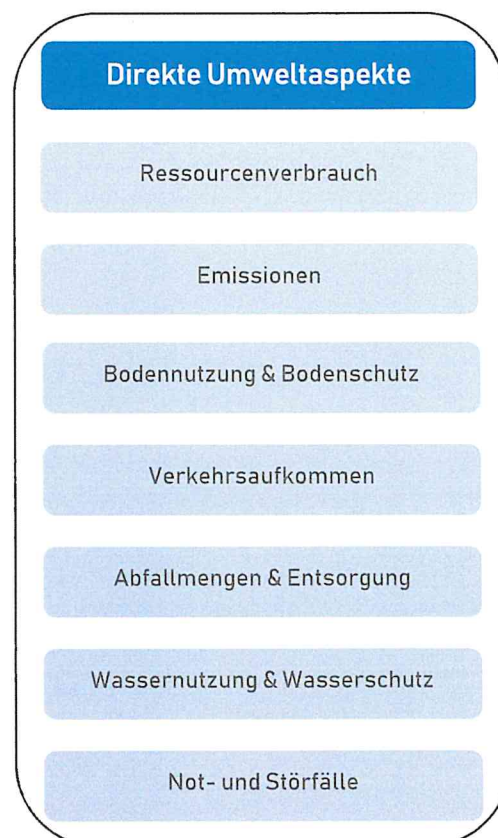 Direkte Umweltaspekte
Ressourcenverbrauch
Emissionen
Bodennutzung & Bodenschutz
Verkehrsaufkommen
Abfallmengen & Entsorgung
Wassernutzung & Wasserschutz
Not- und Störfälle